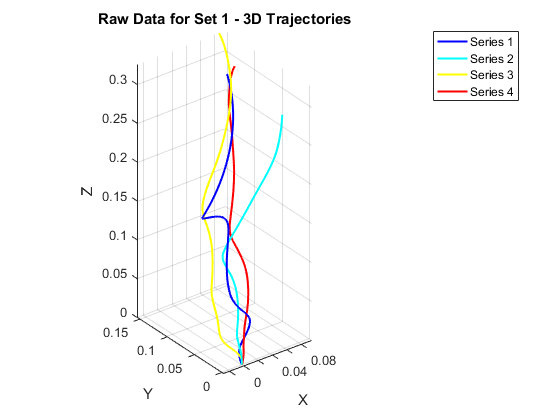 Raw Data for Set 1 - 3D Trajectories
Series 1
Series 2
Series 3
Series 4
0.3
0.25
0.2
0.15
0.1
0.05
0
Z
0.15
0.1
0.05
0
Y
0
0.04
0.08
X